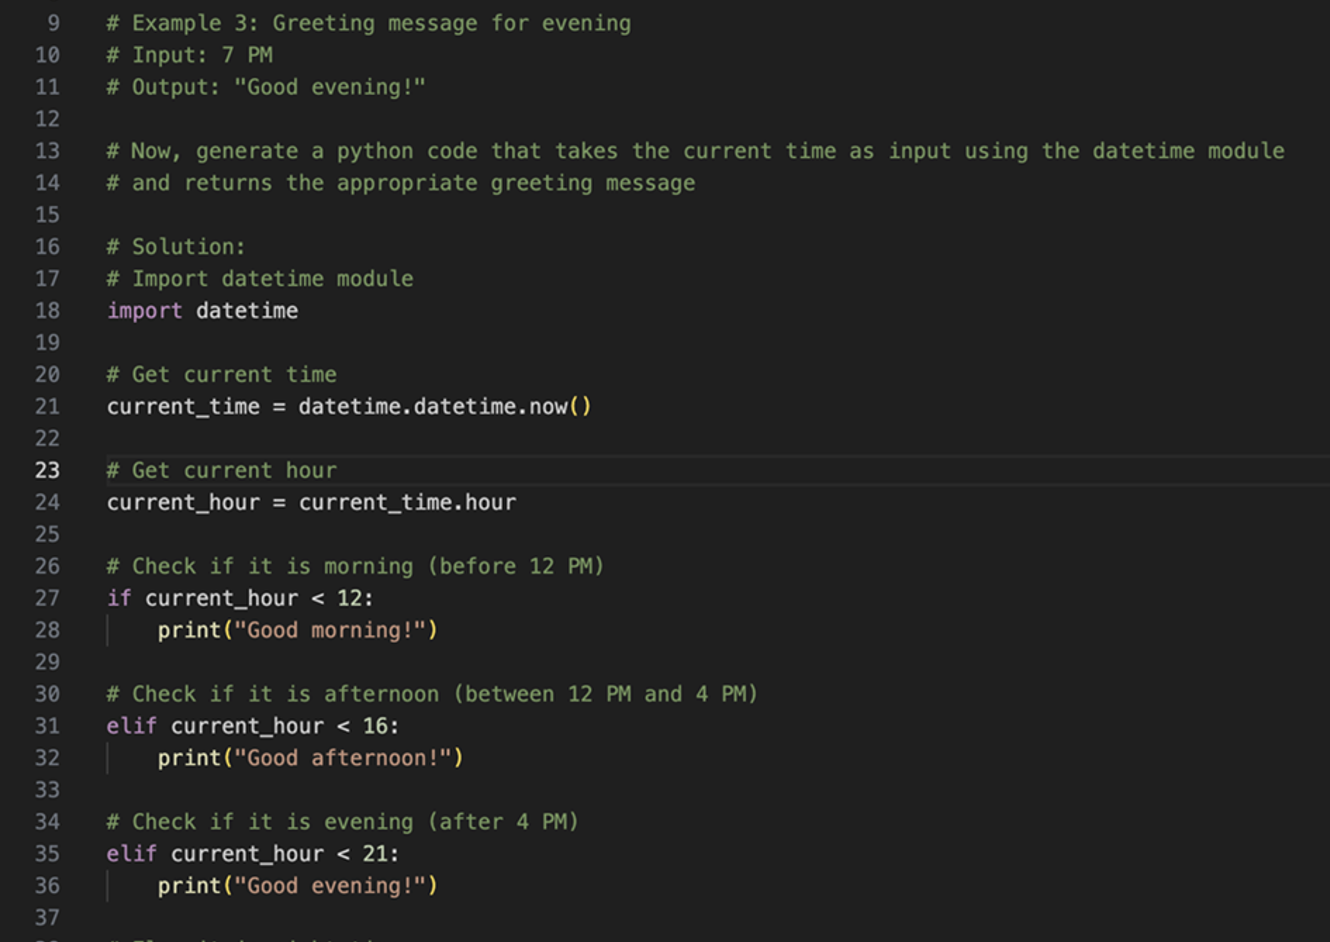 9 # Example 3: Greeting message for evening
10 # Input: 7 PM
11 # Output: "Good evening!"
12
13 # Now, generate a python code that takes the current time as input using the datetime module
14 # and returns the appropriate greeting message
15
16 # Solution:
17 # Import datetime module
18 import datetime
19
20 # Get current time
21 current_time = datetime.datetime.now()
22
23 # Get current hour
24 current_hour = current_time.hour
25
26 # Check if it is morning (before 12 PM)
27 if current_hour < 12:
28     print("Good morning!")
29
30 # Check if it is afternoon (between 12 PM and 4 PM)
31 elif current_hour < 16:
32     print("Good afternoon!")
33
34 # Check if it is evening (after 4 PM)
35 elif current_hour < 21:
36     print("Good evening!")
37